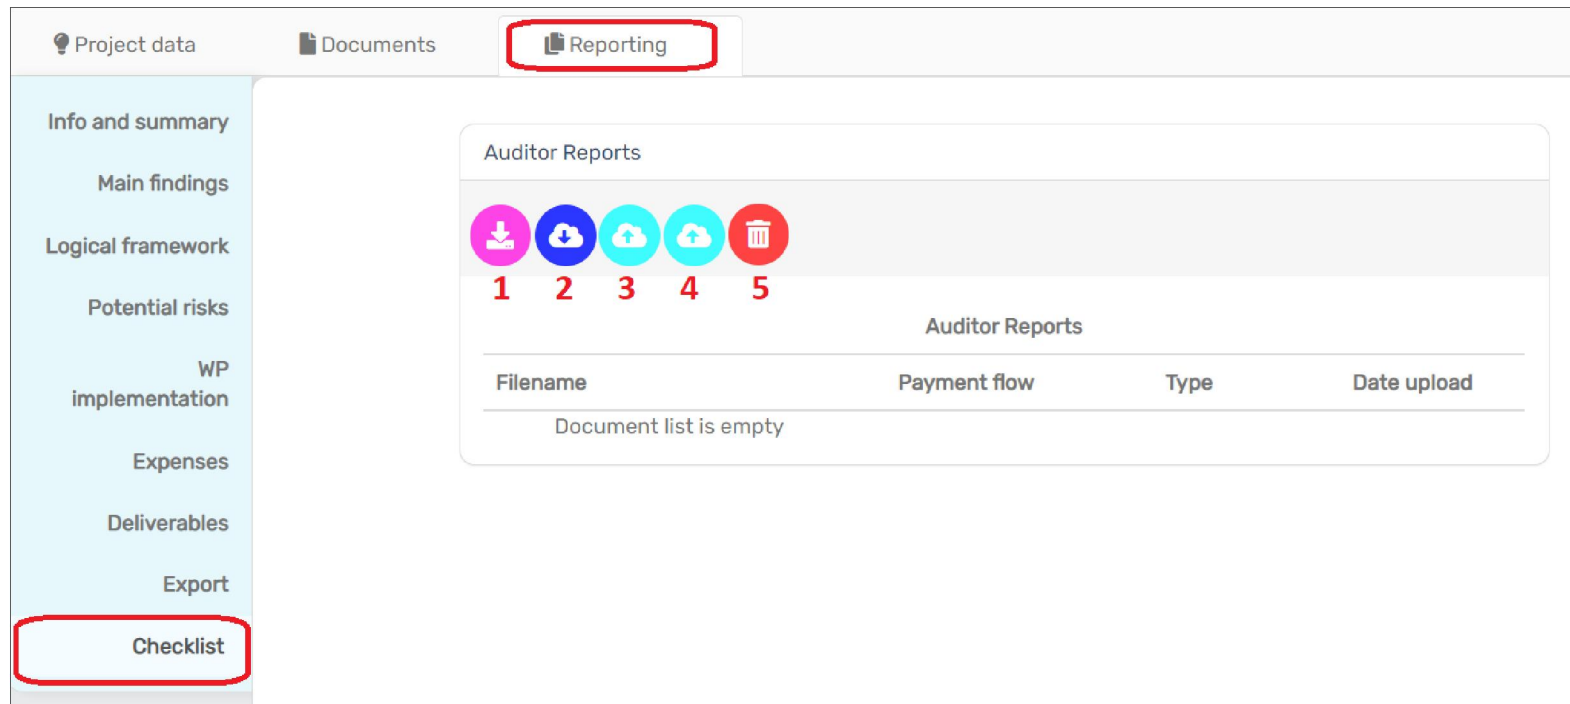 Project data
Documents
Reporting
Info and summary
Main findings
Logical framework
Potential risks
WP
implementation
Expenses
Deliverables
Export
Checklist
Auditor Reports
1 2 3 4 5
Auditor Reports
Filename Payment flow Type Date upload
Document list is empty